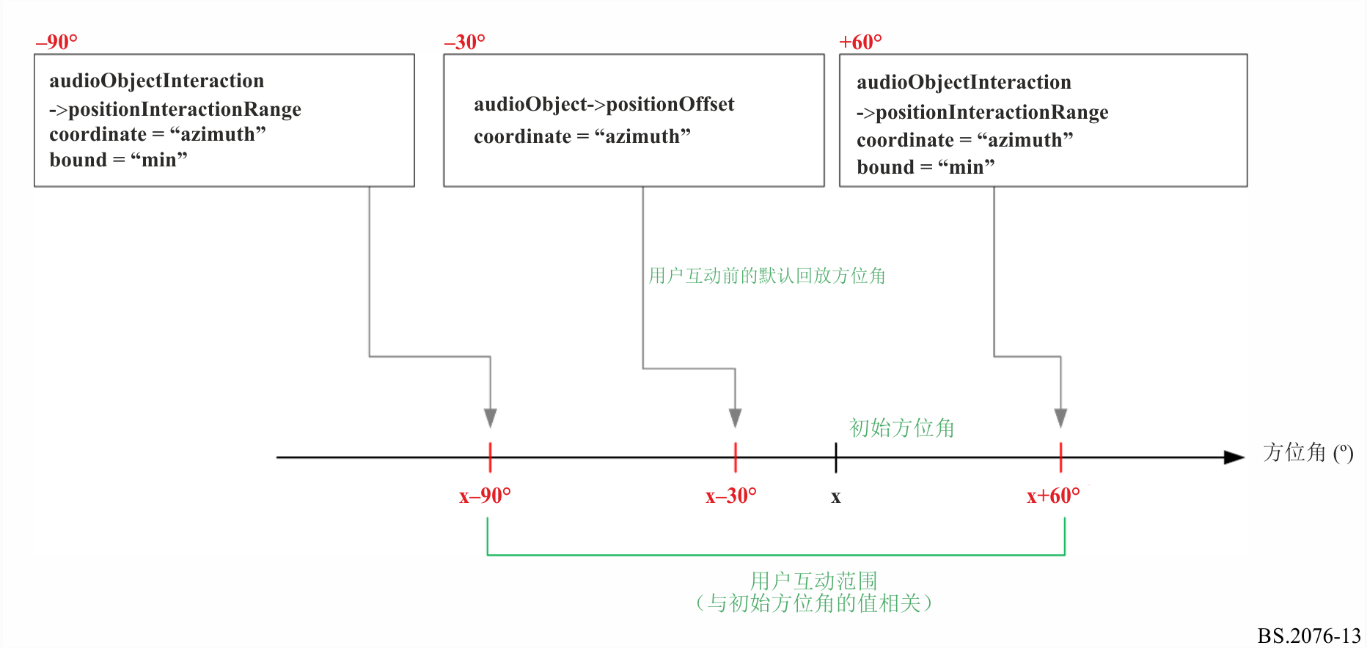 –90°
audioObjectInteraction
->positionInteractionRange
coordinate = “azimuth”
bound = “min”
–30°
audioObject->positionOffset
coordinate = “azimuth”
+60°
audioObjectInteraction
->positionInteractionRange
coordinate = “azimuth”
bound = “min”
用户互动前的默认回放方位角
初始方位角
方位角 (º)
x–90°
x–30°
x
x+60°
用户互动范围
（与初始方位角的值相关）
BS.2076-13